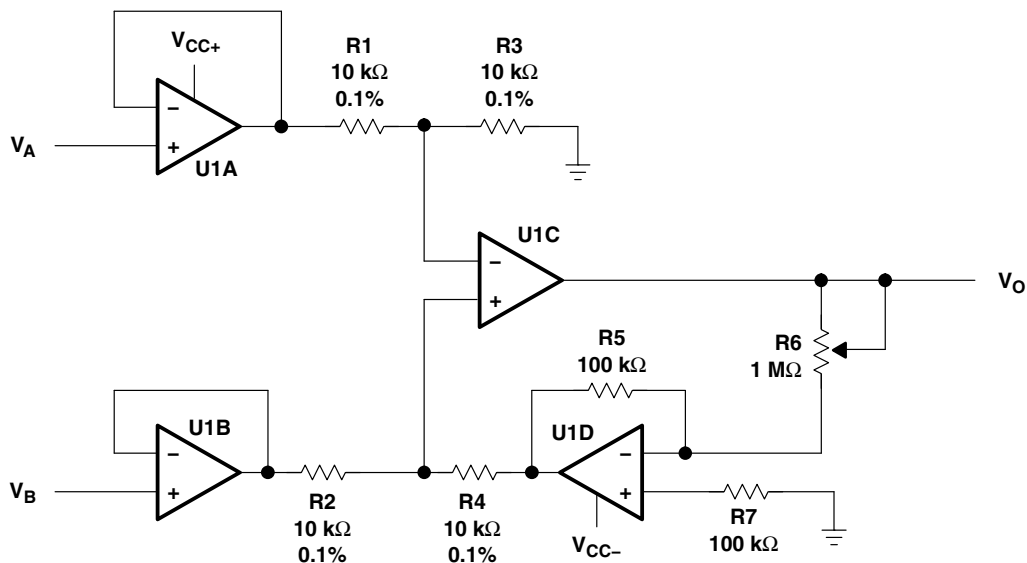 V_CC+
R1
10 kΩ
0.1%
R3
10 kΩ
0.1%
−
+
V_A
U1A
U1C
−
+
V_O
R6
1 MΩ
R5
100 kΩ
U1B
−
+
V_B
U1D
−
+
R2
10 kΩ
0.1%
R4
10 kΩ
0.1%
V_CC−
R7
100 kΩ